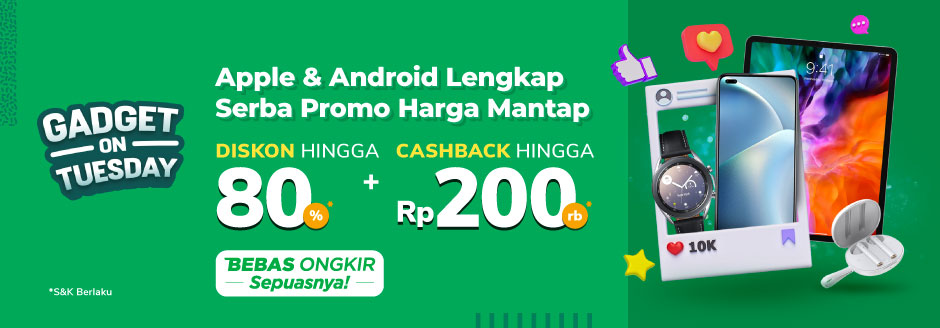 GADGET
ON
TUESDAY
*S&K Berlaku
Apple & Android Lengkap
Serba Promo Harga Mantap
DISKON HINGGA
80%*
+
CASHBACK HINGGA
Rp200rb*
BEBAS ONGKIR
Sepuasnya!
9:41
10K